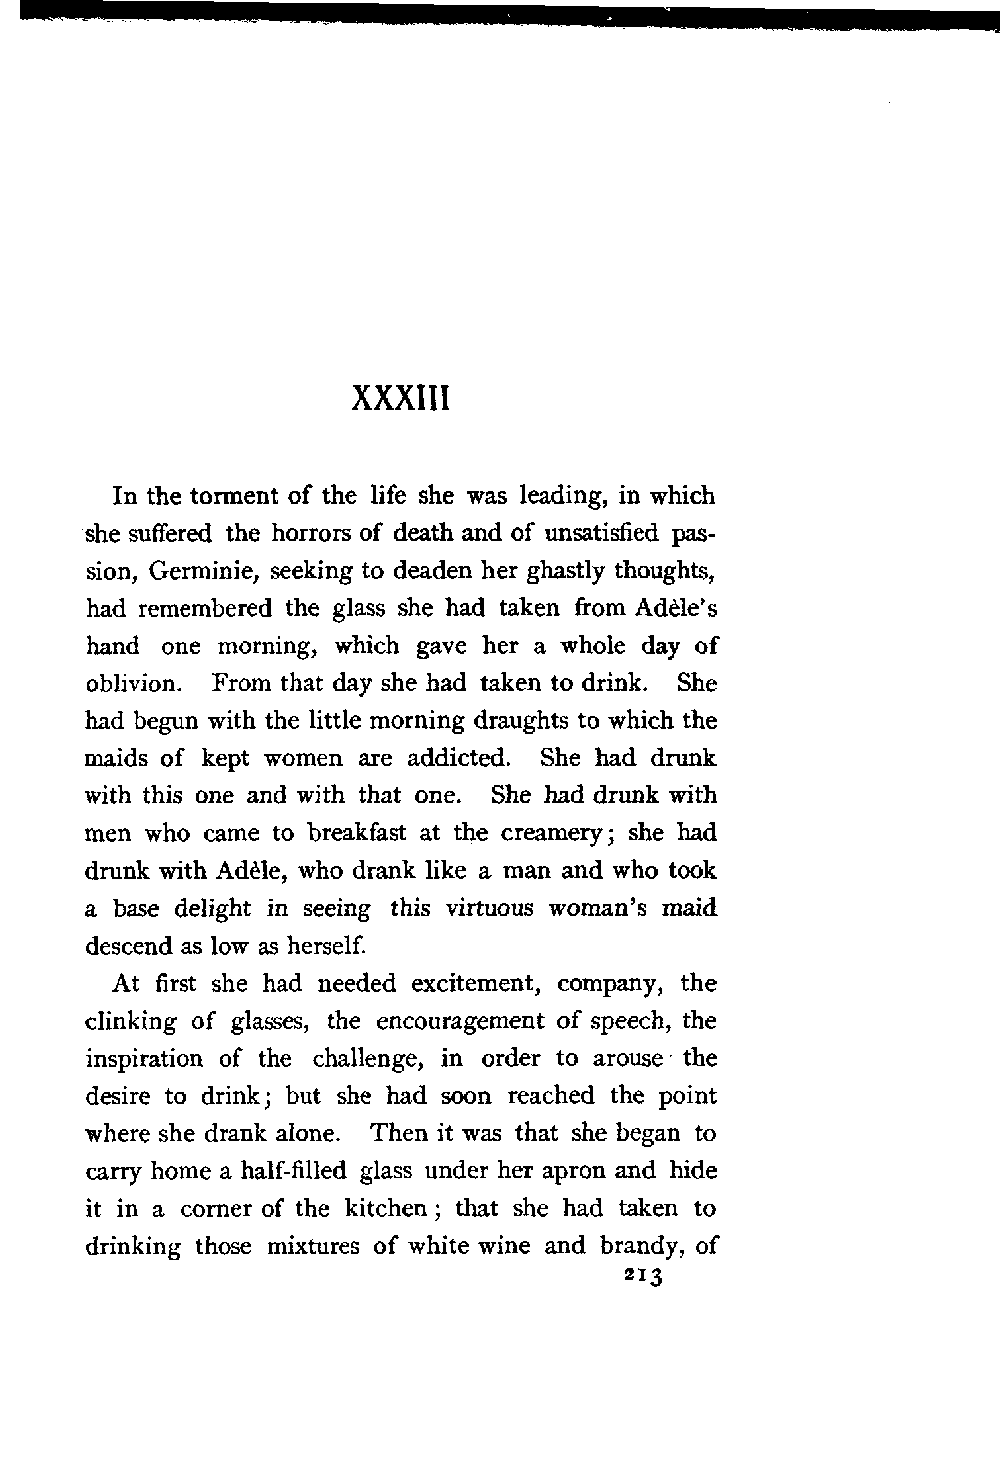 XXXIII
In the torment of the life she was leading, in which
she suffered the horrors of death and of unsatisfied pas-
sion, Germinie, seeking to deaden her ghastly thoughts,
had remembered the glass she had taken from Adèle's
hand one morning, which gave her a whole day of
oblivion. From that day she had taken to drink. She
had begun with the little morning draughts to which the
maids of kept women are addicted. She had drunk
with this one and with that one. She had drunk with
men who came to breakfast at the creamery; she had
drunk with Adèle, who drank like a man and who took
a base delight in seeing this virtuous woman's maid
descend as low as herself.
At first she had needed excitement, company, the
clinking of glasses, the encouragement of speech, the
inspiration of the challenge, in order to arouse the
desire to drink; but she had soon reached the point
where she drank alone. Then it was that she began to
carry home a half-filled glass under her apron and hide
it in a corner of the kitchen; that she had taken to
drinking those mixtures of white wine and brandy, of
213